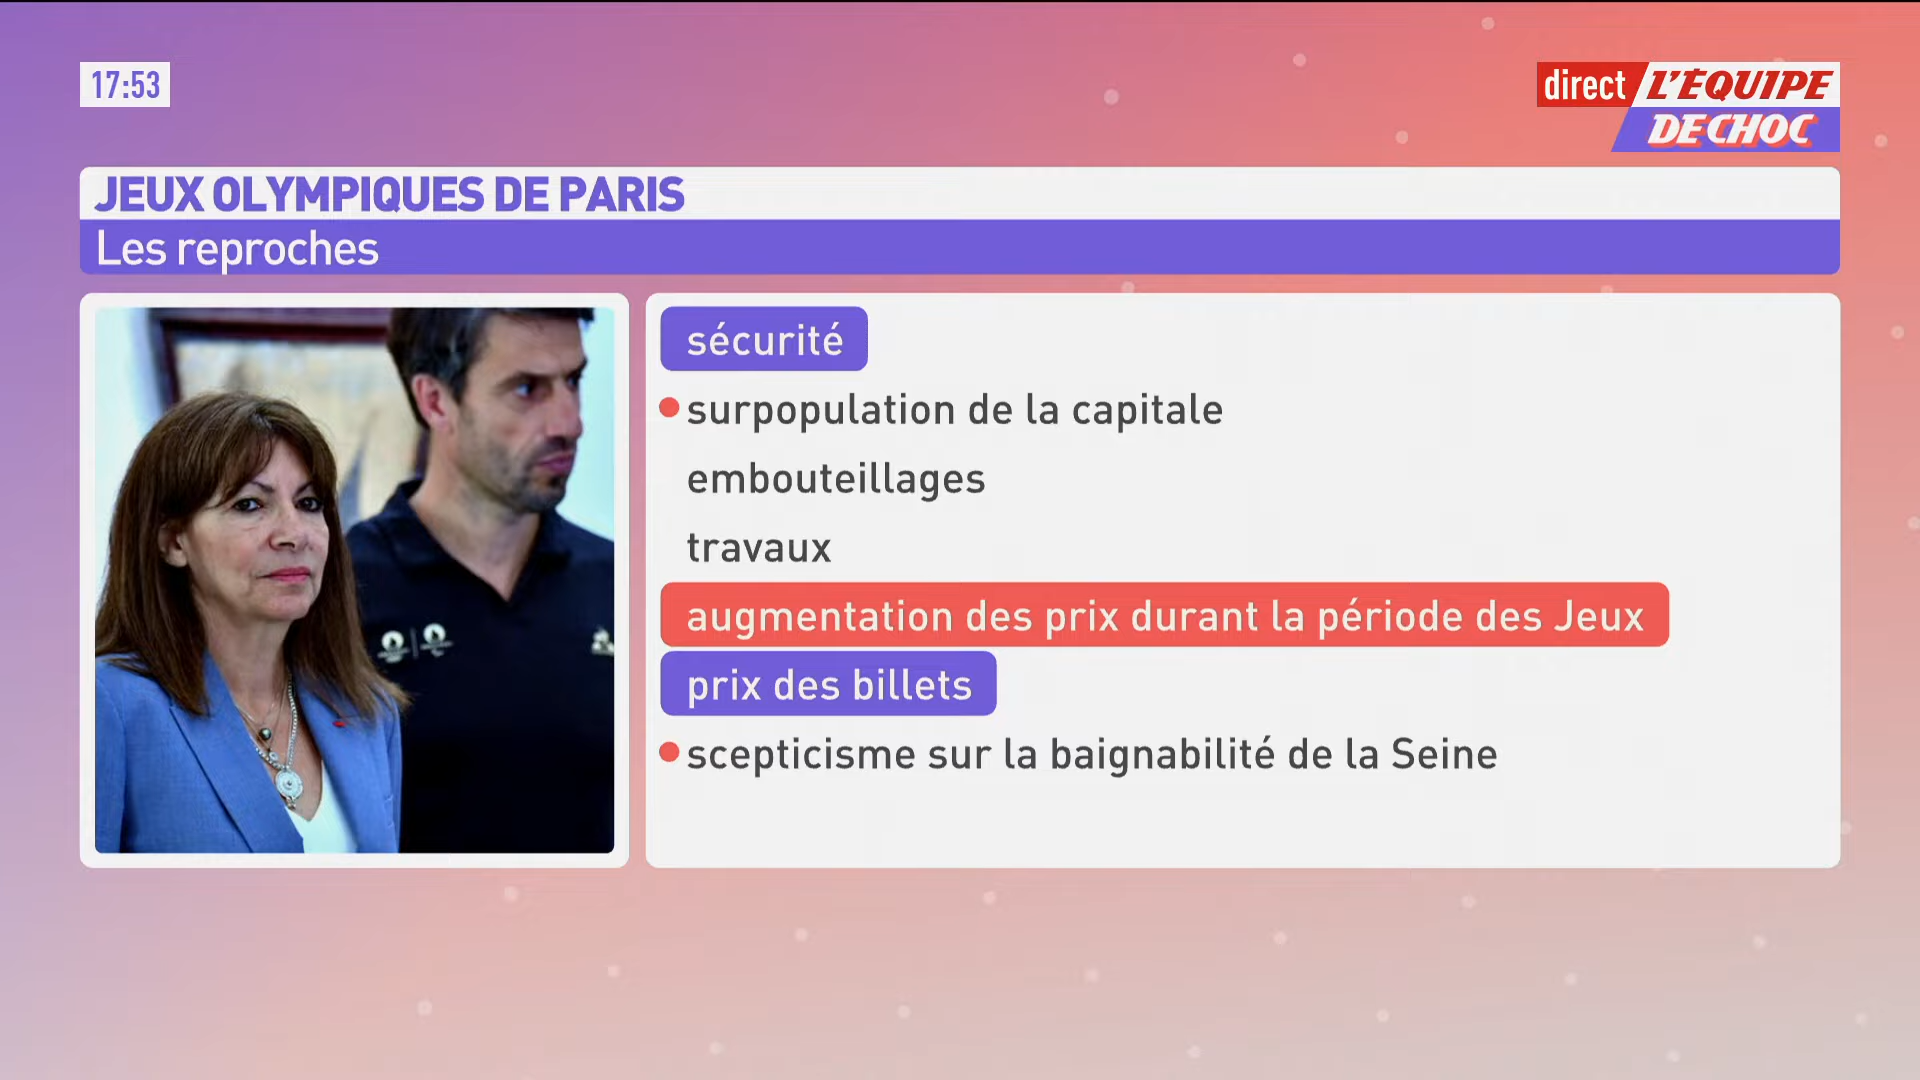 17:53
direct L'ÉQUIPE
DE CHOC
JEUX OLYMPIQUES DE PARIS
Les reproches
sécurité
surpopulation de la capitale
embouteillages
travaux
augmentation des prix durant la période des Jeux
prix des billets
scepticisme sur la baignabilité de la Seine